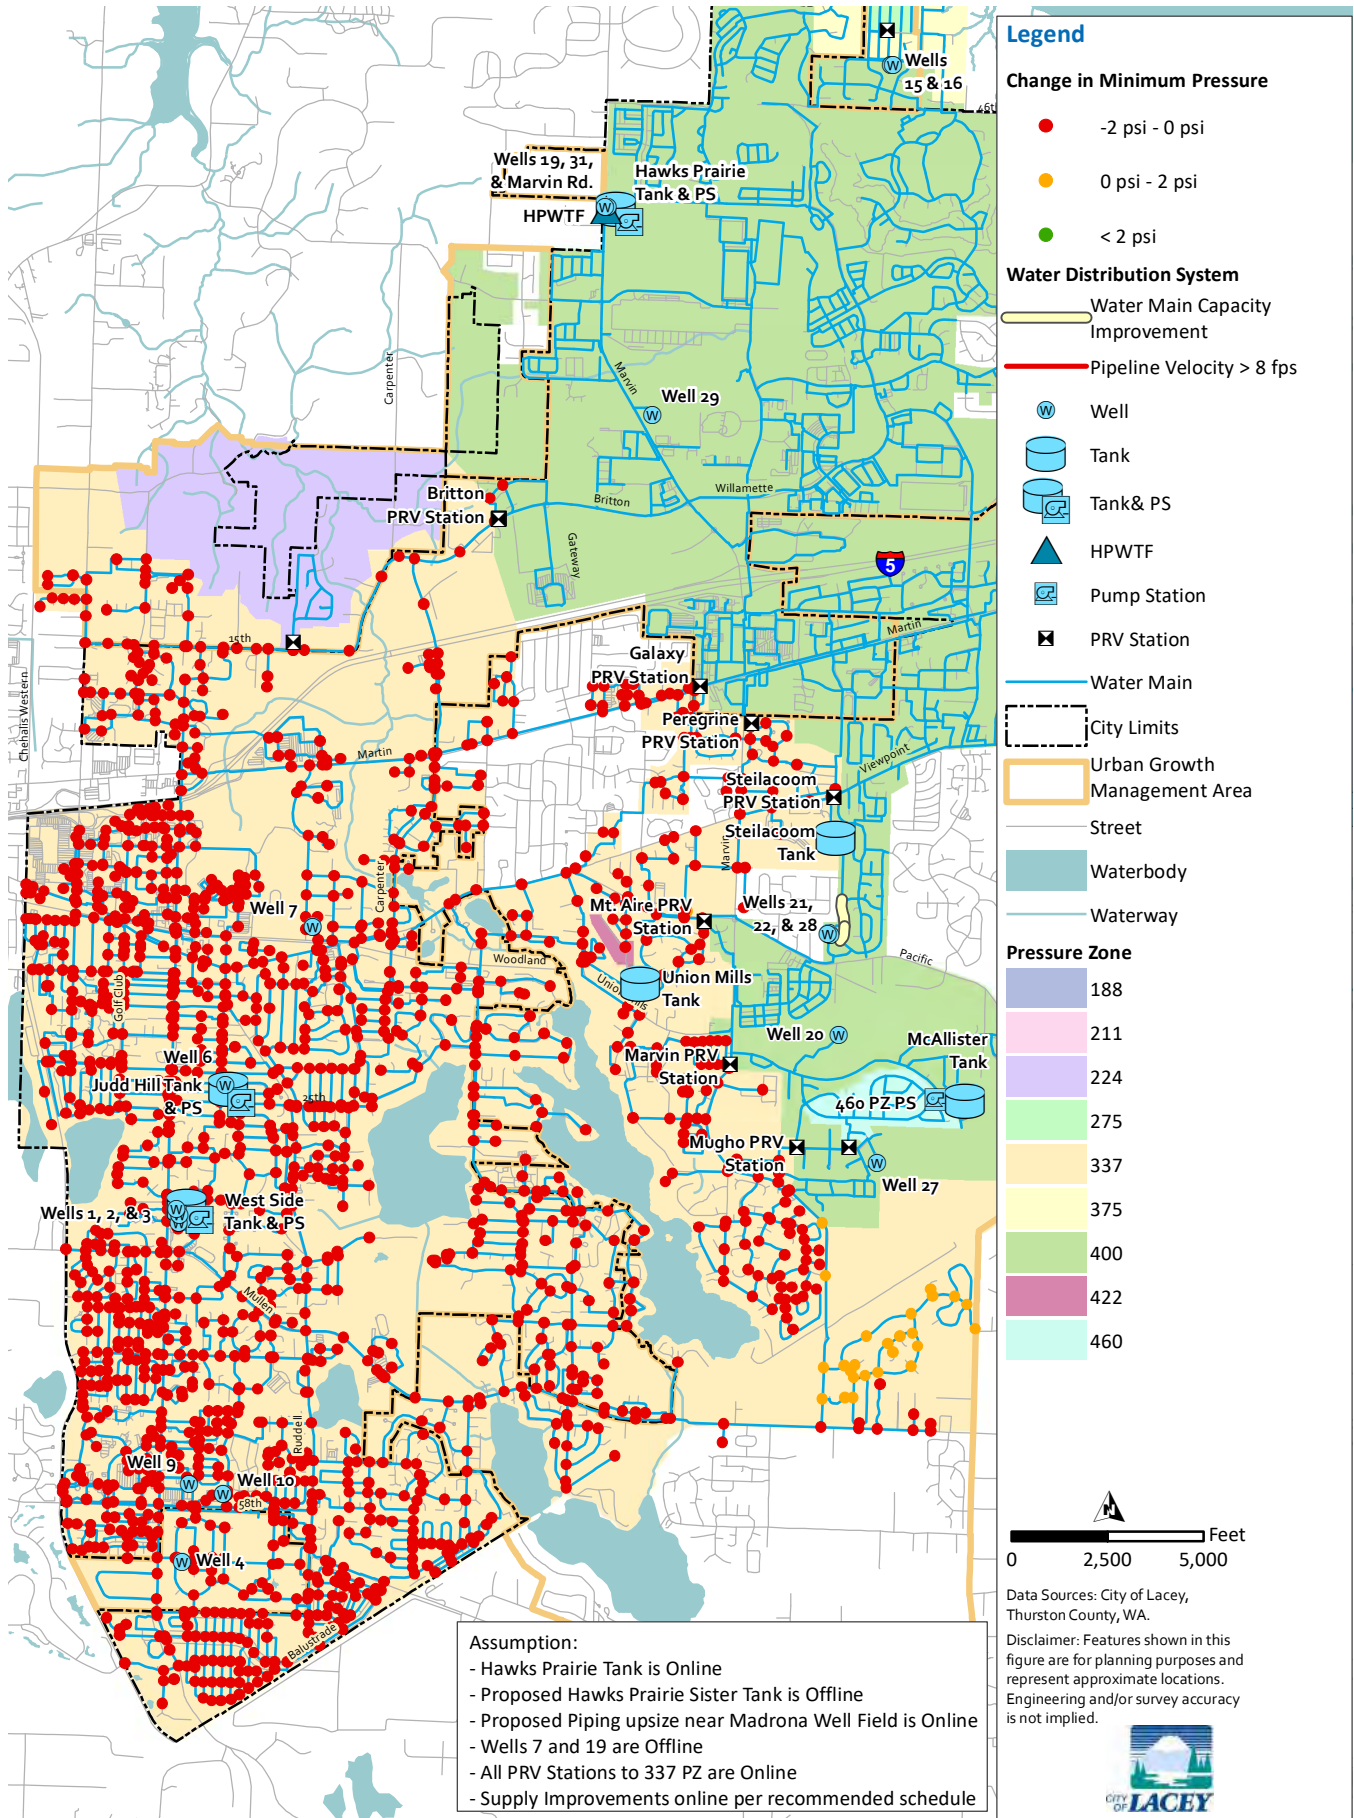 Wells
15 & 16
46th
Wells 19, 31,
& Marvin Rd.
Hawks Prairie
Tank & PS
HPWTF
Carpenter
Marvin
Well 29
Britton
PRV Station
Britton
Willamette
Gateway
5
15th
Martin
Galaxy
PRV Station
Chehalis Western
Peregrine
PRV Station
Martin
Viewpoint
Steilacoom
PRV Station
Steilacoom
Tank
Marvin
Carpenter
Well 7
Mt. Aire PRV
Station
Wells 21,
22, & 28
Woodland
Pacific
Golf Club
Union Mills
Union Mills
Tank
Well 20
McAllister
Tank
Well 6
Judd Hill Tank
& PS
25th
Marvin PRV
Station
460 PZ PS
Mugho PRV
Station
Well 27
Wells 1, 2, & 3
West Side
Tank & PS
Mullen
Ruddell
Well 9
Well 10
58th
Well 4
Balustrade
Assumption:
- Hawks Prairie Tank is Online
- Proposed Hawks Prairie Sister Tank is Offline
- Proposed Piping upsize near Madrona Well Field is Online
- Wells 7 and 19 are Offline
- All PRV Stations to 337 PZ are Online
- Supply Improvements online per recommended schedule
Legend
Change in Minimum Pressure
-2 psi - 0 psi
0 psi - 2 psi
< 2 psi
Water Distribution System
Water Main Capacity
Improvement
Pipeline Velocity > 8 fps
W Well
Tank
Tank& PS
HPWTF
Pump Station
PRV Station
Water Main
City Limits
Urban Growth
Management Area
Street
Waterbody
Waterway
Pressure Zone
188
211
224
275
337
375
400
422
460
N
Feet
0 2,500 5,000
Data Sources: City of Lacey,
Thurston County, WA.
Disclaimer: Features shown in this
figure are for planning purposes and
represent approximate locations.
Engineering and/or survey accuracy
is not implied.
CITY
OF LACEY